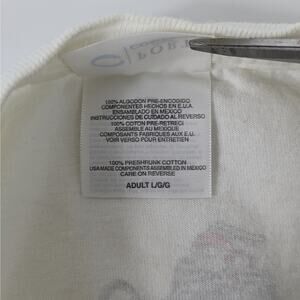 PORT
100% ALGODON PRE-ENCOGIDO
COMPONENTES HECHOS EN E.U.A.
ENSAMBLADO EN MEXICO
INSTRUCCIONES DE CUIDADO AL REVERSO
100% COTON PRE-RETRECI
ASSEMBLE AU MEXIQUE
COMPOSANTS FABRIQUES AUX E.U.
VOIR VERSO POUR ENTRETIEN
100% PRESHRUNK COTTON
USA MADE COMPONENTS ASSEMBLED IN MEXICO
CARE ON REVERSE
ADULT L/G/G